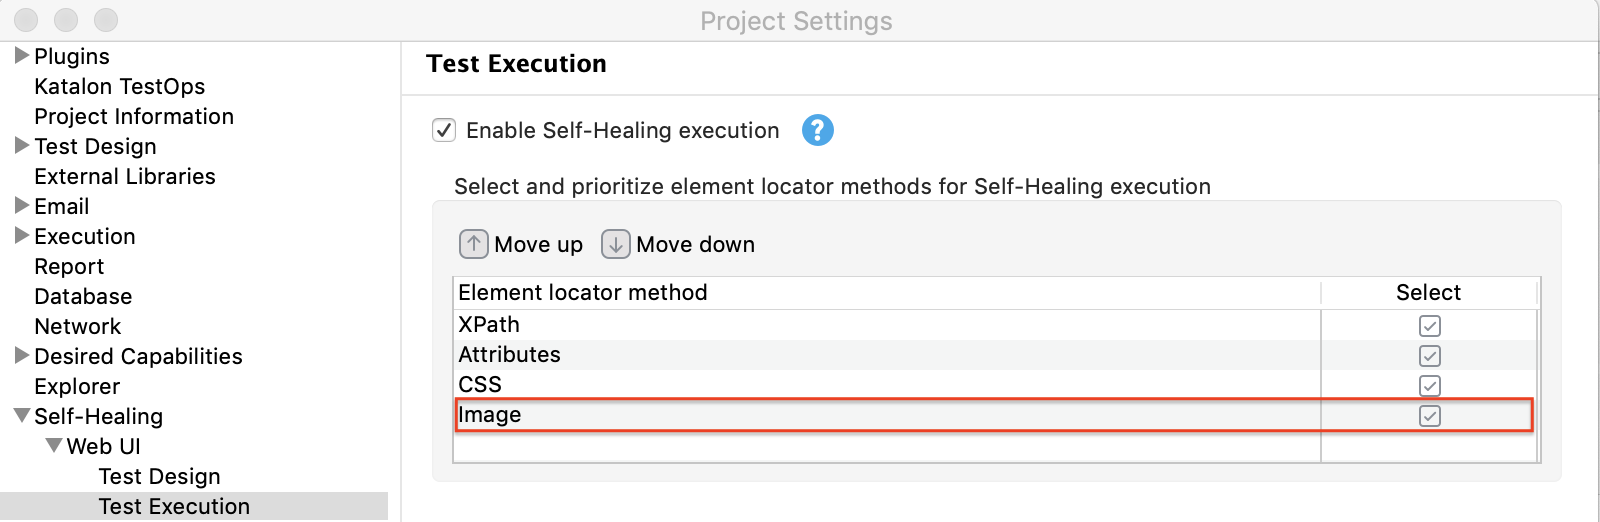 Project Settings
Plugins
Katalon TestOps
Project Information
Test Design
External Libraries
Email
Execution
Report
Database
Network
Desired Capabilities
Explorer
Self-Healing
Web UI
Test Design
Test Execution
Test Execution
Enable Self-Healing execution ?
Select and prioritize element locator methods for Self-Healing execution
Move up Move down
Element locator method Select
XPath
Attributes
CSS
Image